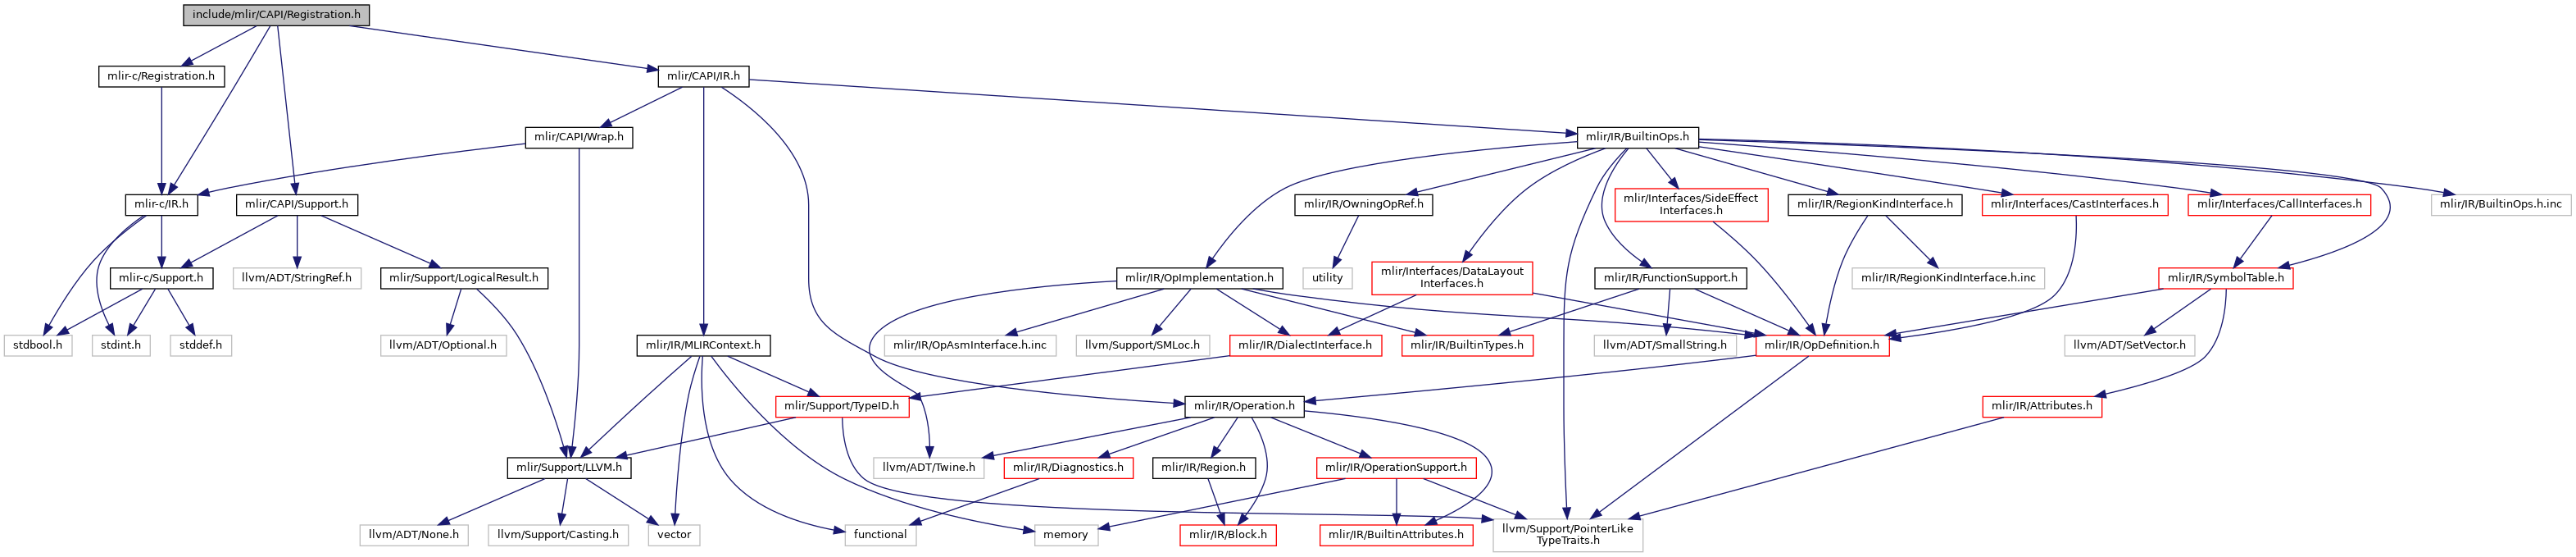 include/mlir/CAPI/Registration.h
mlir-c/Registration.h
mlir/CAPI/IR.h
mlir/CAPI/Wrap.h
mlir/IR/BuiltinOps.h
mlir-c/IR.h
mlir/CAPI/Support.h
mlir/IR/OwningOpRef.h
mlir/Interfaces/SideEffect
Interfaces.h
mlir/IR/RegionKindInterface.h
mlir/Interfaces/CastInterfaces.h
mlir/Interfaces/CallInterfaces.h
mlir/IR/BuiltinOps.h.inc
mlir-c/Support.h
llvm/ADT/StringRef.h
mlir/Support/LogicalResult.h
mlir/IR/OpImplementation.h
utility
mlir/Interfaces/DataLayout
Interfaces.h
mlir/IR/FunctionSupport.h
mlir/IR/RegionKindInterface.h.inc
mlir/IR/SymbolTable.h
stdbool.h
stdint.h
stddef.h
llvm/ADT/Optional.h
mlir/IR/MLIRContext.h
mlir/IR/OpAsmInterface.h.inc
llvm/Support/SMLoc.h
mlir/IR/DialectInterface.h
mlir/IR/BuiltinTypes.h
llvm/ADT/SmallString.h
mlir/IR/OpDefinition.h
llvm/ADT/SetVector.h
mlir/Support/TypeID.h
mlir/IR/Operation.h
mlir/IR/Attributes.h
mlir/Support/LLVM.h
llvm/ADT/Twine.h
mlir/IR/Diagnostics.h
mlir/IR/Region.h
mlir/IR/OperationSupport.h
llvm/ADT/None.h
llvm/Support/Casting.h
vector
functional
memory
mlir/IR/Block.h
mlir/IR/BuiltinAttributes.h
llvm/Support/PointerLike
TypeTraits.h